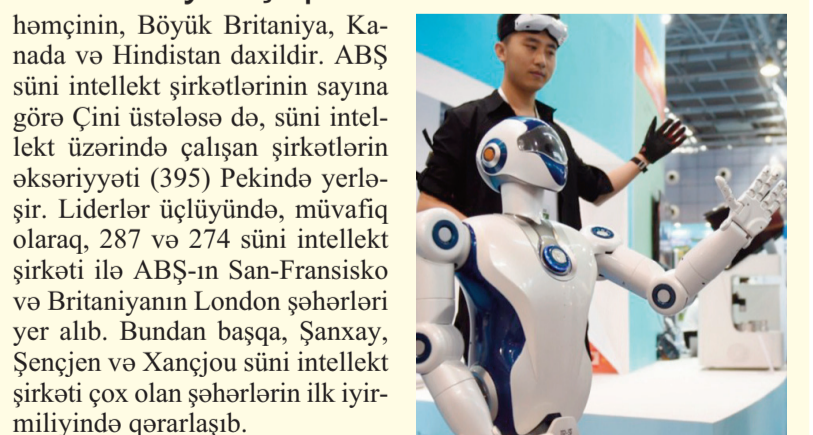 həmçinin, Böyük Britaniya, Ka-
nada və Hindistan daxildir. ABŞ
süni intellekt şirkətlərinin sayına
görə Çini üstələsə də, süni intel-
lekt üzərində çalışan şirkətlərin
əksəriyyəti (395) Pekində yerlə-
şir. Liderlər üçlüyündə, müvafiq
olaraq, 287 və 274 süni intellekt
şirkəti ilə ABŞ-ın San-Fransisko
və Britaniyanın London şəhərləri
yer alıb. Bundan başqa, Şanxay,
Şençjen və Xançjou süni intellekt
şirkəti çox olan şəhərlərin ilk iyir-
miliyində qərarlaşıb.